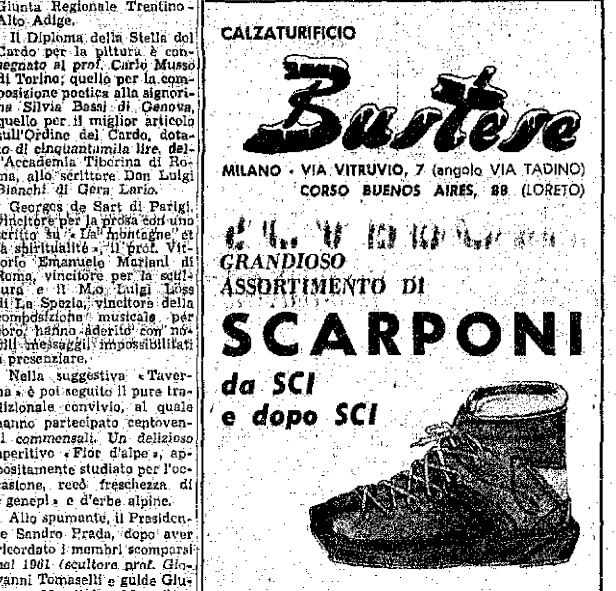 Giunta Regionale Trentino-
Alto Adige.
Il Diploma della Stella del
Cardo per la pittura è con-
segnato al prof. Carlo Musso
di Torino; quello per la com-
posizione poetica alla signori-
na Silvia Bassi di Genova,
quello per il miglior articolo
sull'Ordine del Cardo, dota-
to di cinquantamila lire, del-
l'Accademia Tiberina di Ro-
ma, allo scrittore Don Luigi
Bianchi di Gera Lario.
Georges de Sart di Parigi,
vincitore per la prosa con uno
scritto su « La montagne et
la spiritualité », il prof. Vit-
torio Emanuele Mariani di
Roma, vincitore per la scul-
tura e il M.o Luigi Loss
di La Spezia, vincitore della
composizione musicale per
coro, hanno aderito con no-
bili messaggi, impossibilitati
a presenziare.
Nella suggestiva « Taver-
na » è poi seguito il pure tra-
dizionale convivio, al quale
hanno partecipato centoven-
ti commensali. Un delizioso
aperitivo « Fior d'alpe », ap-
positamente studiato per l'oc-
casione, recò freschezza di
« genepì » e d'erbe alpine.
Allo spumante, il Presiden-
te Sandro Prada, dopo aver
ricordato i membri scomparsi
nel 1961 (scultore prof. Gio-
vanni Tomaselli e guide Giu-
CALZATURIFICIO
Bustese
MILANO - VIA VITRUVIO, 7 (angolo VIA TADINO)
CORSO BUENOS AIRES, 88 (LORETO)
GRANDIOSO
ASSORTIMENTO DI
SCARPONI
da SCI
e dopo SCI